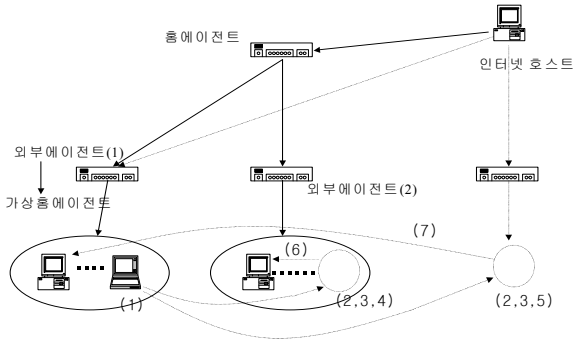 홈에이전트
인터넷 호스트
외부에이전트(1)
가상홈에이전트
외부에이전트(2)
(7)
(6)
(1)
(2,3,4)
(2,3,5)